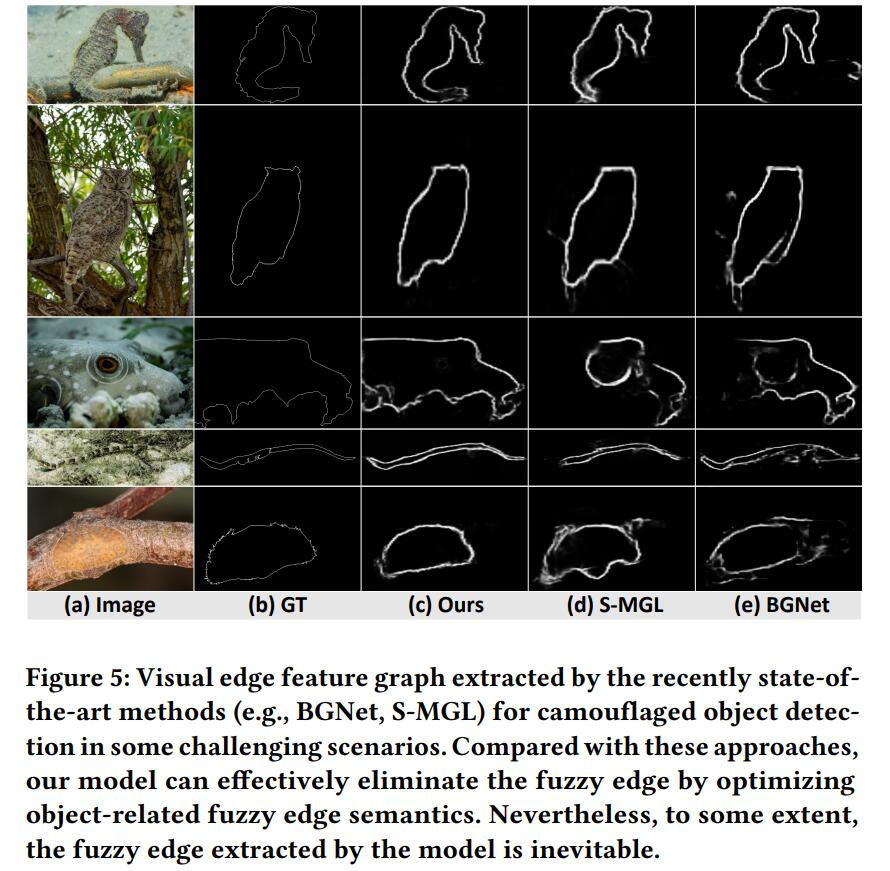 (a) Image (b) GT (c) Ours (d) S-MGL (e) BGNet
Figure 5: Visual edge feature graph extracted by the recently state-of-
the-art methods (e.g., BGNet, S-MGL) for camouflaged object detec-
tion in some challenging scenarios. Compared with these approaches,
our model can effectively eliminate the fuzzy edge by optimizing
object-related fuzzy edge semantics. Nevertheless, to some extent,
the fuzzy edge extracted by the model is inevitable.